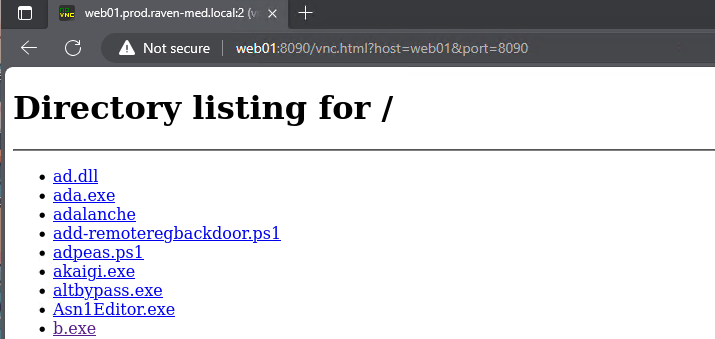 noVNC
web01.prod.raven-med.local:2 (v
Not secure
web01:8090/vnc.html?host=web01&port=8090
Directory listing for /
ad.dll
ada.exe
adalanche
add-remoteregbackdoor.ps1
adpeas.ps1
akaigi.exe
altbypass.exe
Asn1Editor.exe
b.exe